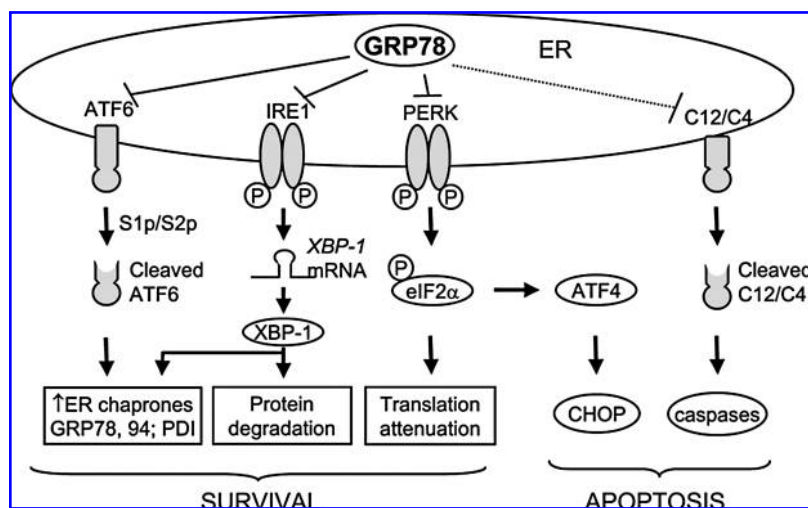 GRP78
ER
ATF6
IRE1
PERK
C12/C4
P
P
P
P
S1p/S2p
XBP-1
mRNA
Cleaved
ATF6
P
eIF2α
ATF4
Cleaved
C12/C4
XBP-1
↑ER chaprones
GRP78, 94; PDI
Protein
degradation
Translation
attenuation
CHOP
caspases
SURVIVAL
APOPTOSIS